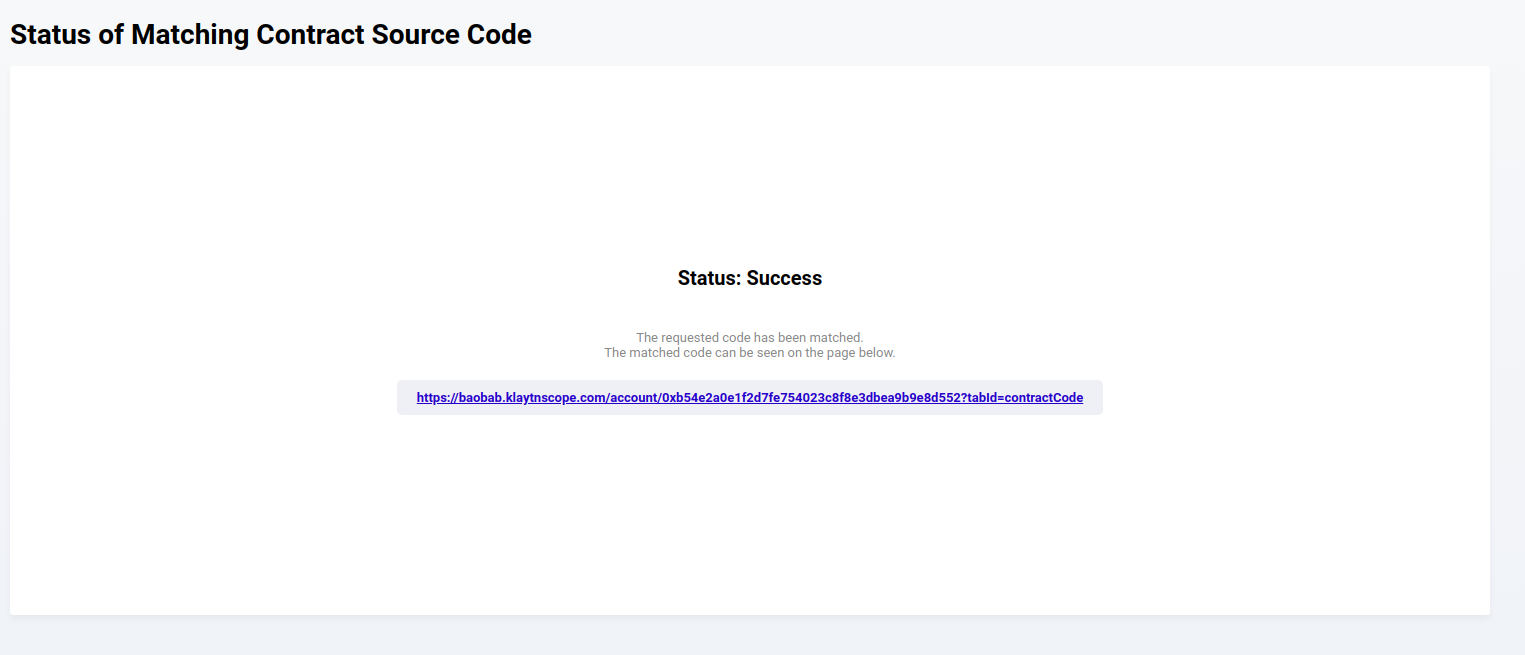 Status of Matching Contract Source Code
Status: Success
The requested code has been matched.
The matched code can be seen on the page below.
https://baobab.klaytnscope.com/account/0xb54e2a0e1f2d7fe754023c8f8e3dbea9b9e8d552?tabId=contractCode